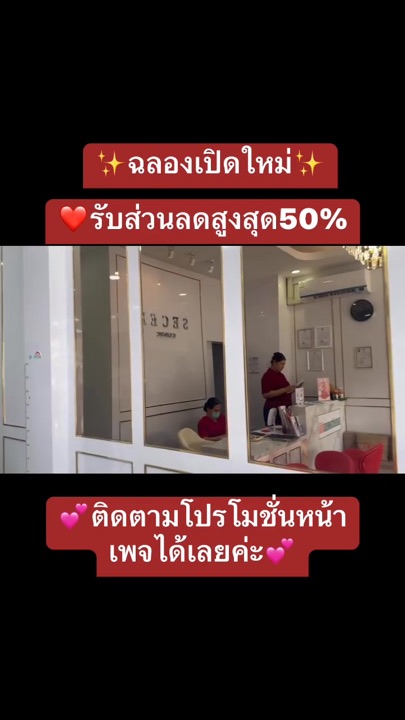 ✨ฉลองเปิดใหม่✨
❤️รับส่วนลดสูงสุด50%
💕ติดตามโปรโมชั่นหน้า
เพจได้เลยค่ะ💕